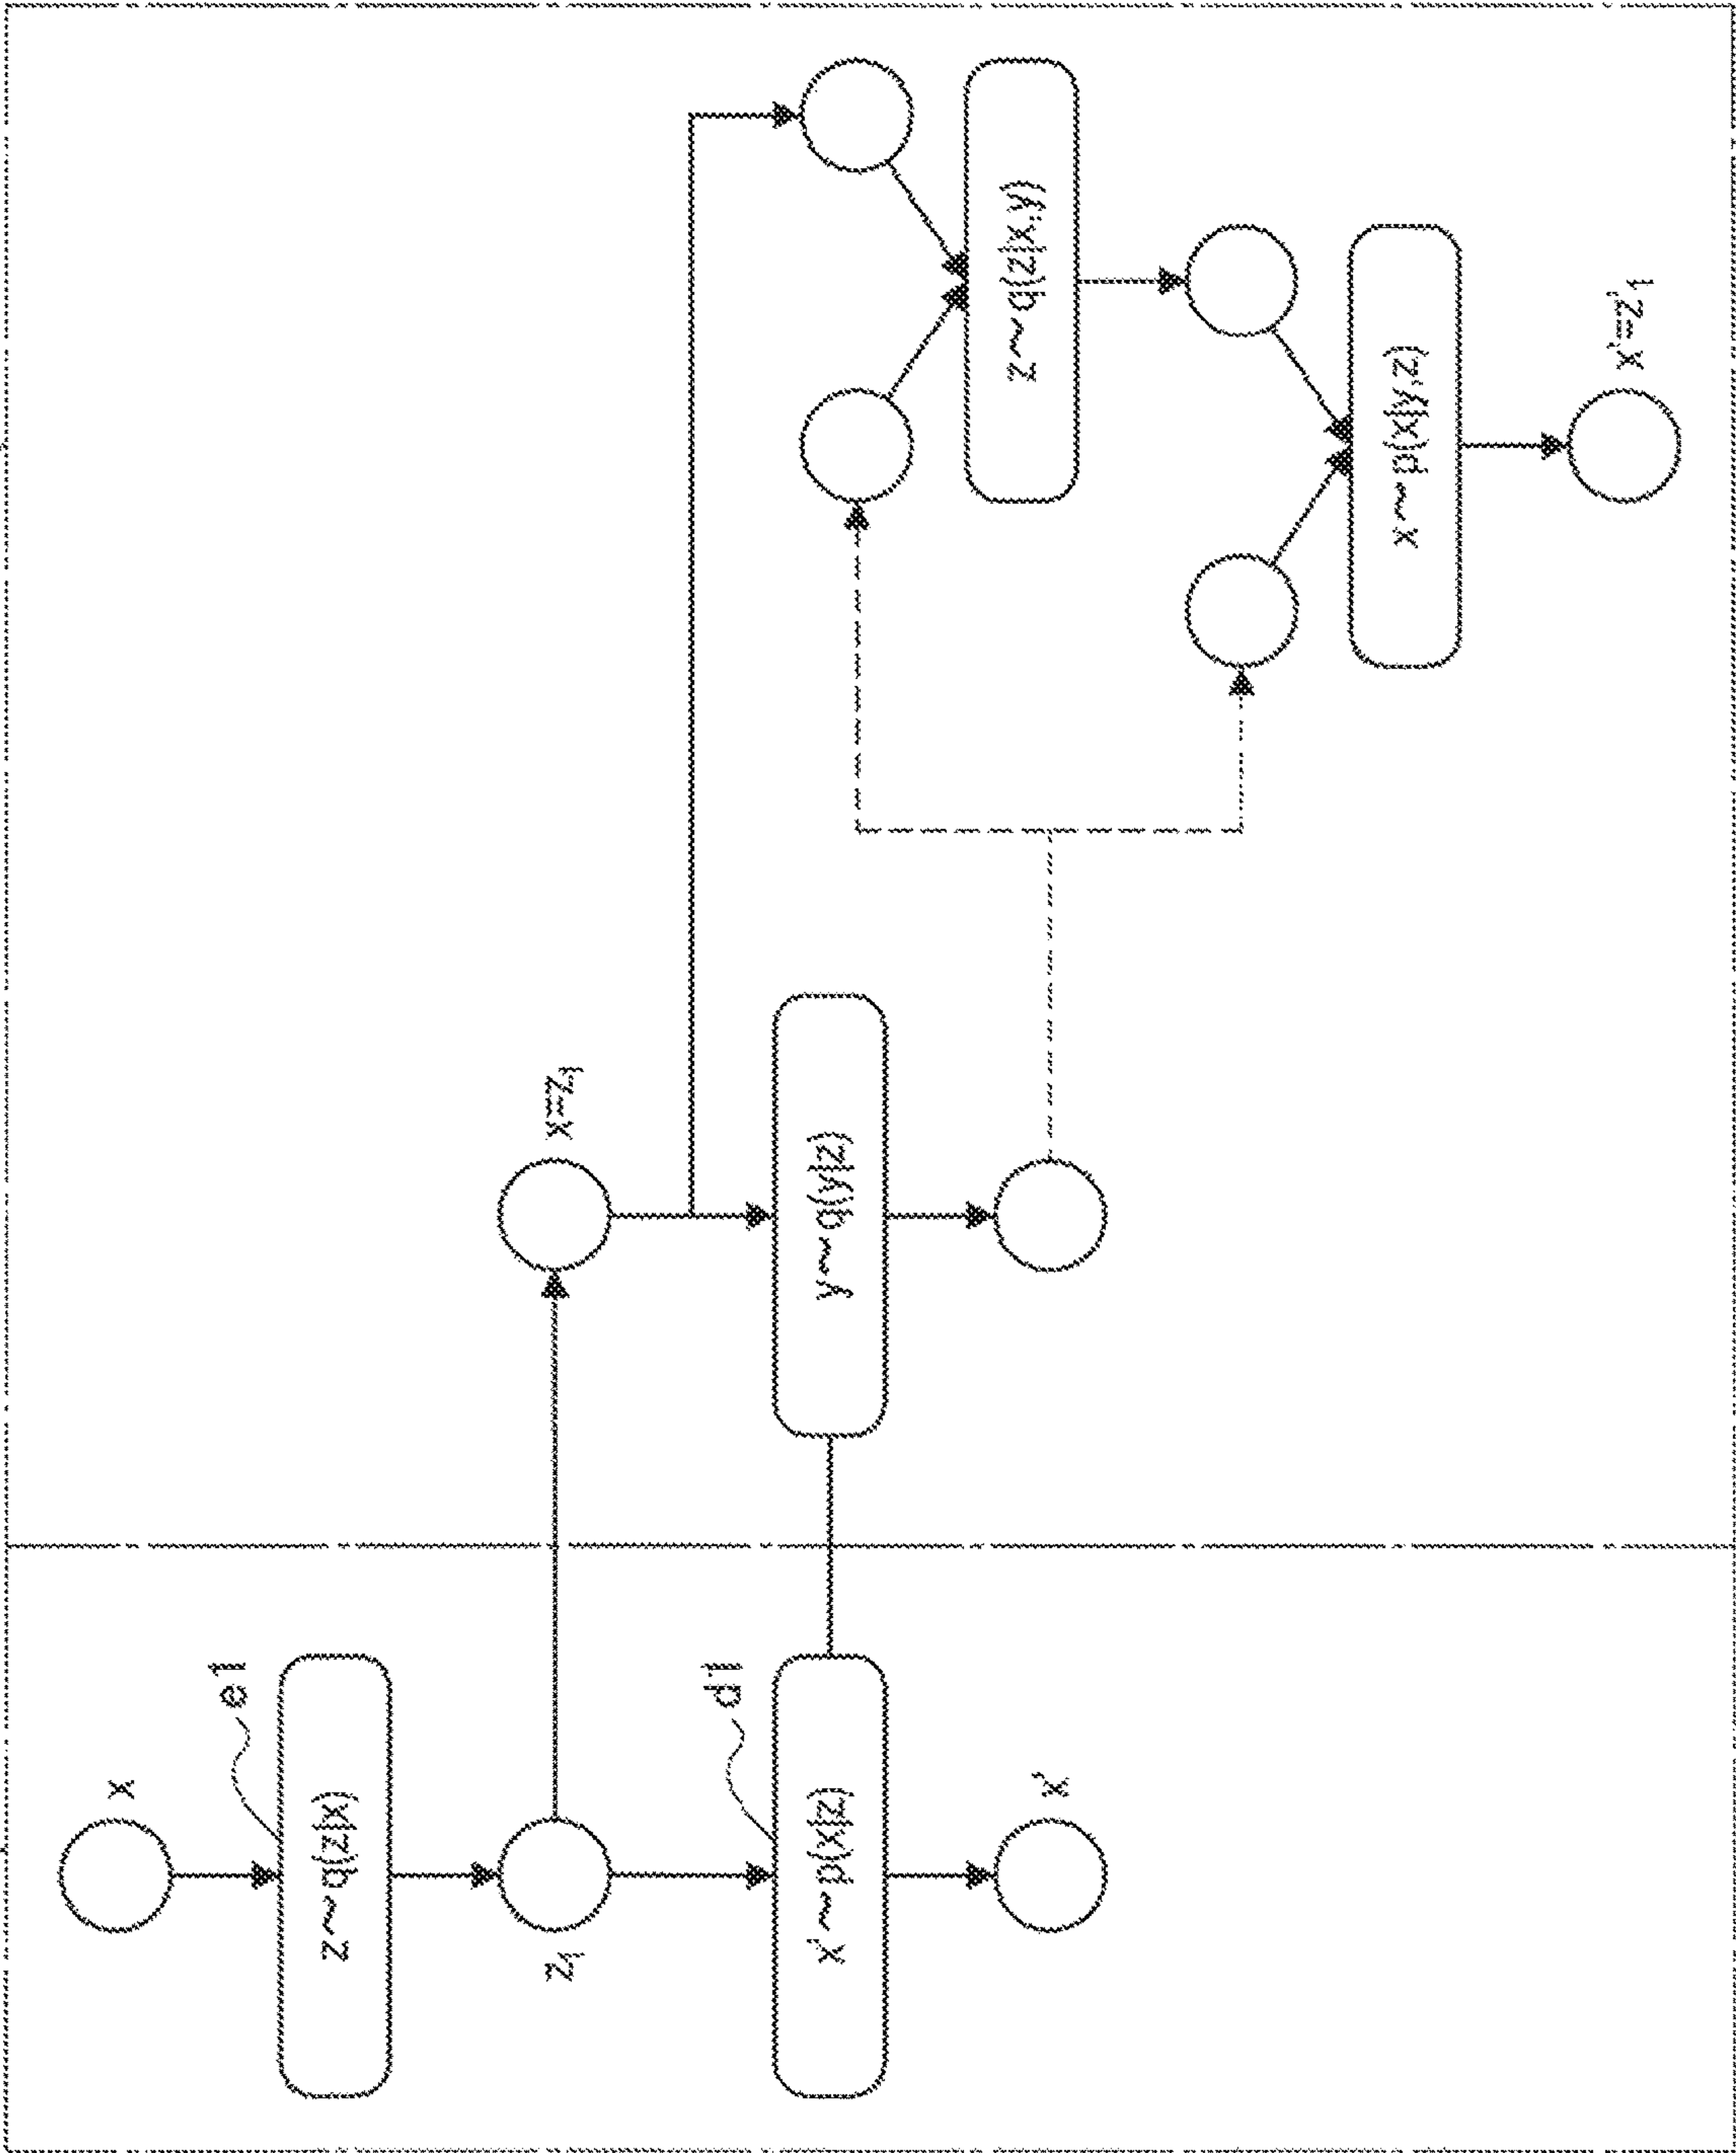 x
e1
z~q(z|x)
z₁
d1
x'~p(x|z)
x'
x=z₁
y~q(y|z)
z~q(z|x,y)
x~p(x|y,z)
x'=z'₁